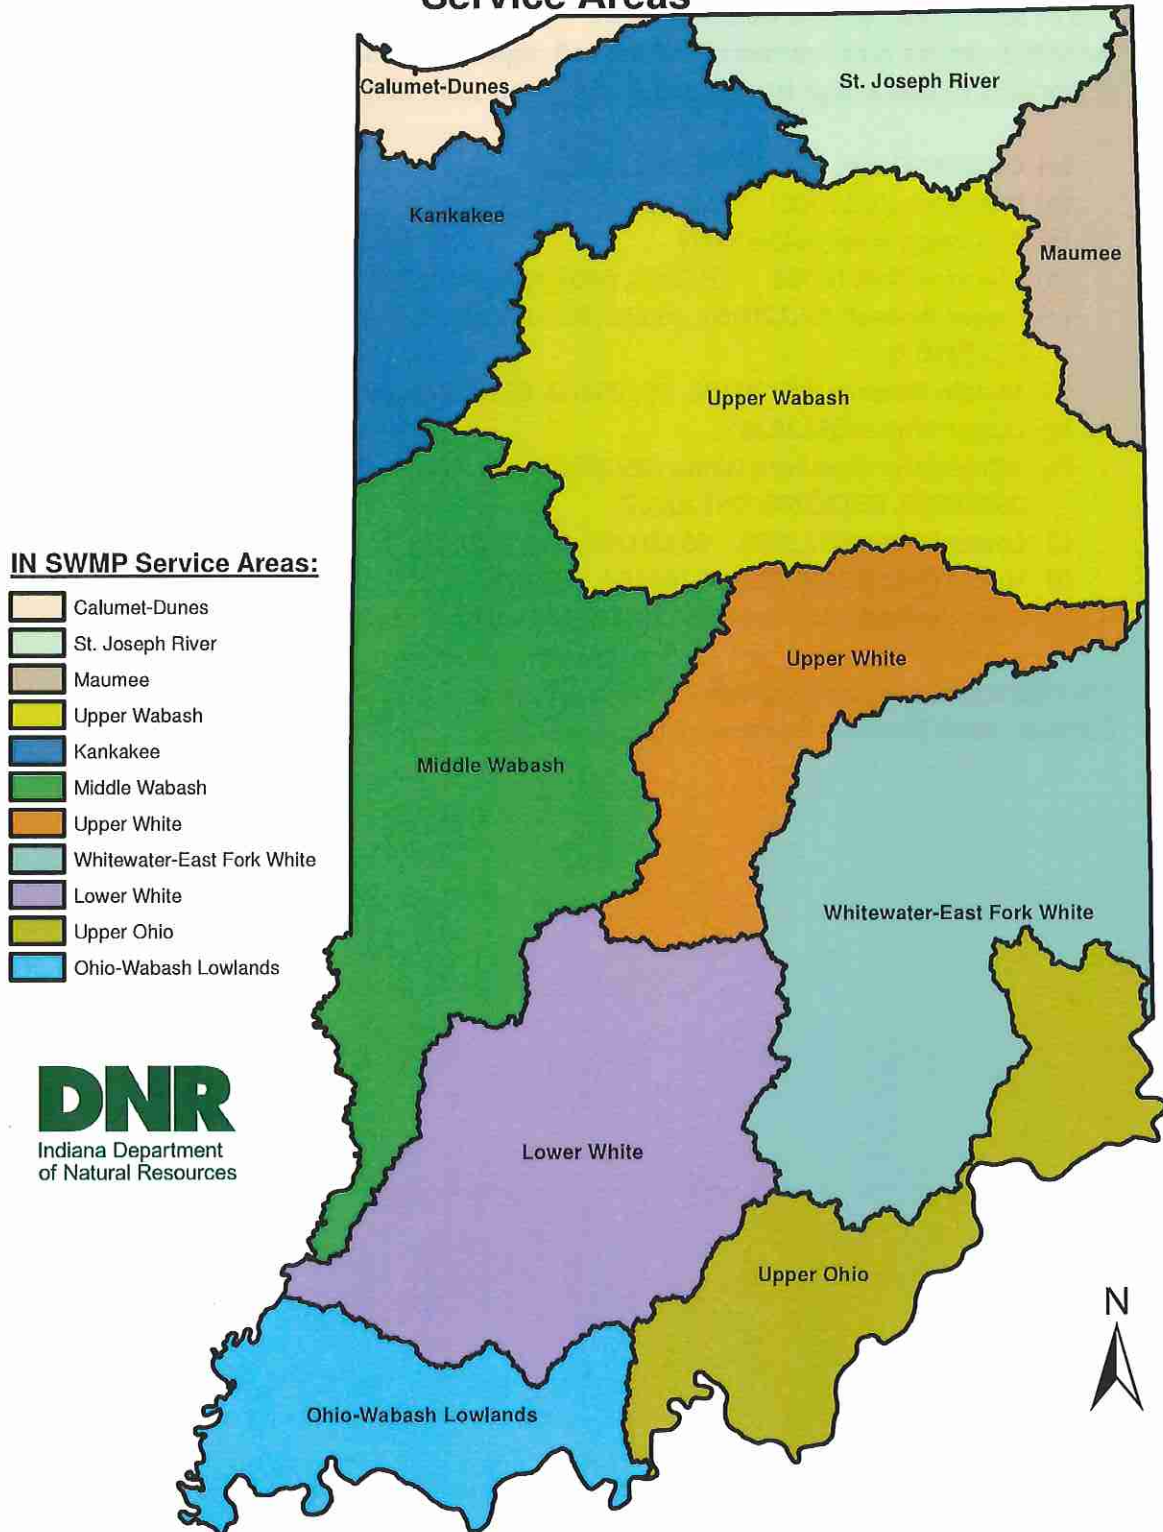 Service Areas
Calumet-Dunes
St. Joseph River
Kankakee
Maumee
Upper Wabash
IN SWMP Service Areas:
Calumet-Dunes
St. Joseph River
Maumee
Upper Wabash
Kankakee
Middle Wabash
Upper White
Whitewater-East Fork White
Lower White
Upper Ohio
Ohio-Wabash Lowlands
Upper White
Middle Wabash
Whitewater-East Fork White
DNR
Indiana Department
of Natural Resources
Lower White
Upper Ohio
N
Ohio-Wabash Lowlands